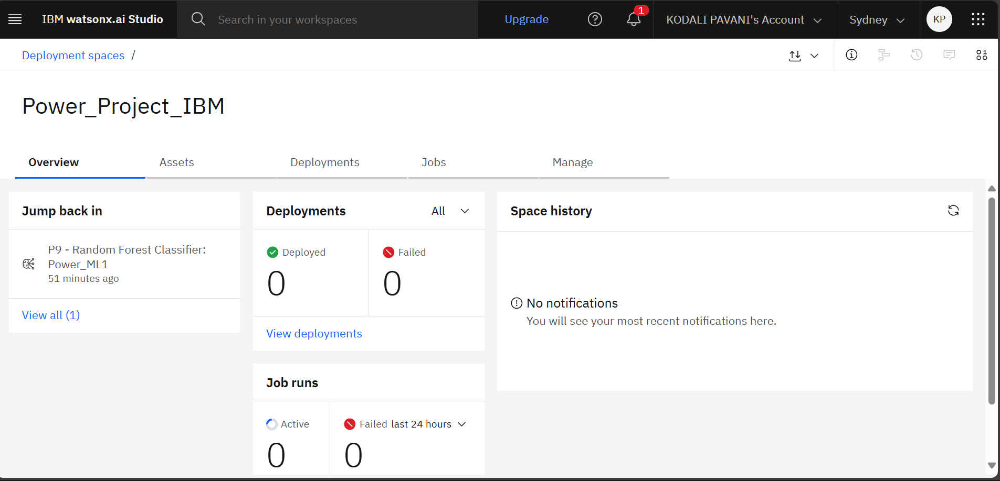 IBM watsonx.ai Studio
Search in your workspaces
Upgrade
1
KODALI PAVANI's Account
Sydney
KP
Deployment spaces /
Power_Project_IBM
Overview
Assets
Deployments
Jobs
Manage
Jump back in
P9 - Random Forest Classifier:
Power_ML1
51 minutes ago
View all (1)
Deployments
All
Deployed
0
Failed
0
View deployments
Job runs
Active
0
Failed last 24 hours
0
Space history
No notifications
You will see your most recent notifications here.